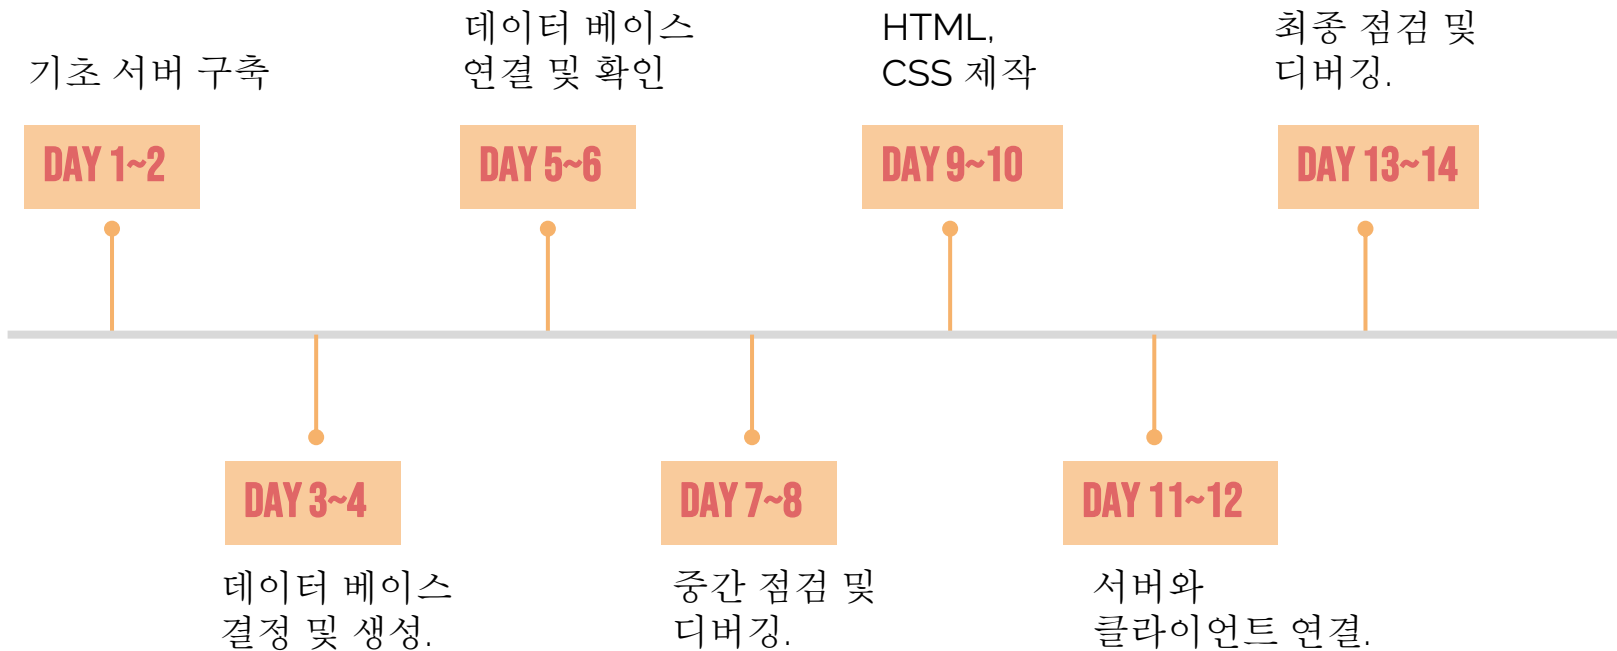 기초 서버 구축
DAY 1~2
데이터 베이스
결정 및 생성.
DAY 3~4
데이터 베이스
연결 및 확인
DAY 5~6
중간 점검 및
디버깅.
DAY 7~8
HTML,
CSS 제작
DAY 9~10
서버와
클라이언트 연결.
DAY 11~12
최종 점검 및
디버깅.
DAY 13~14